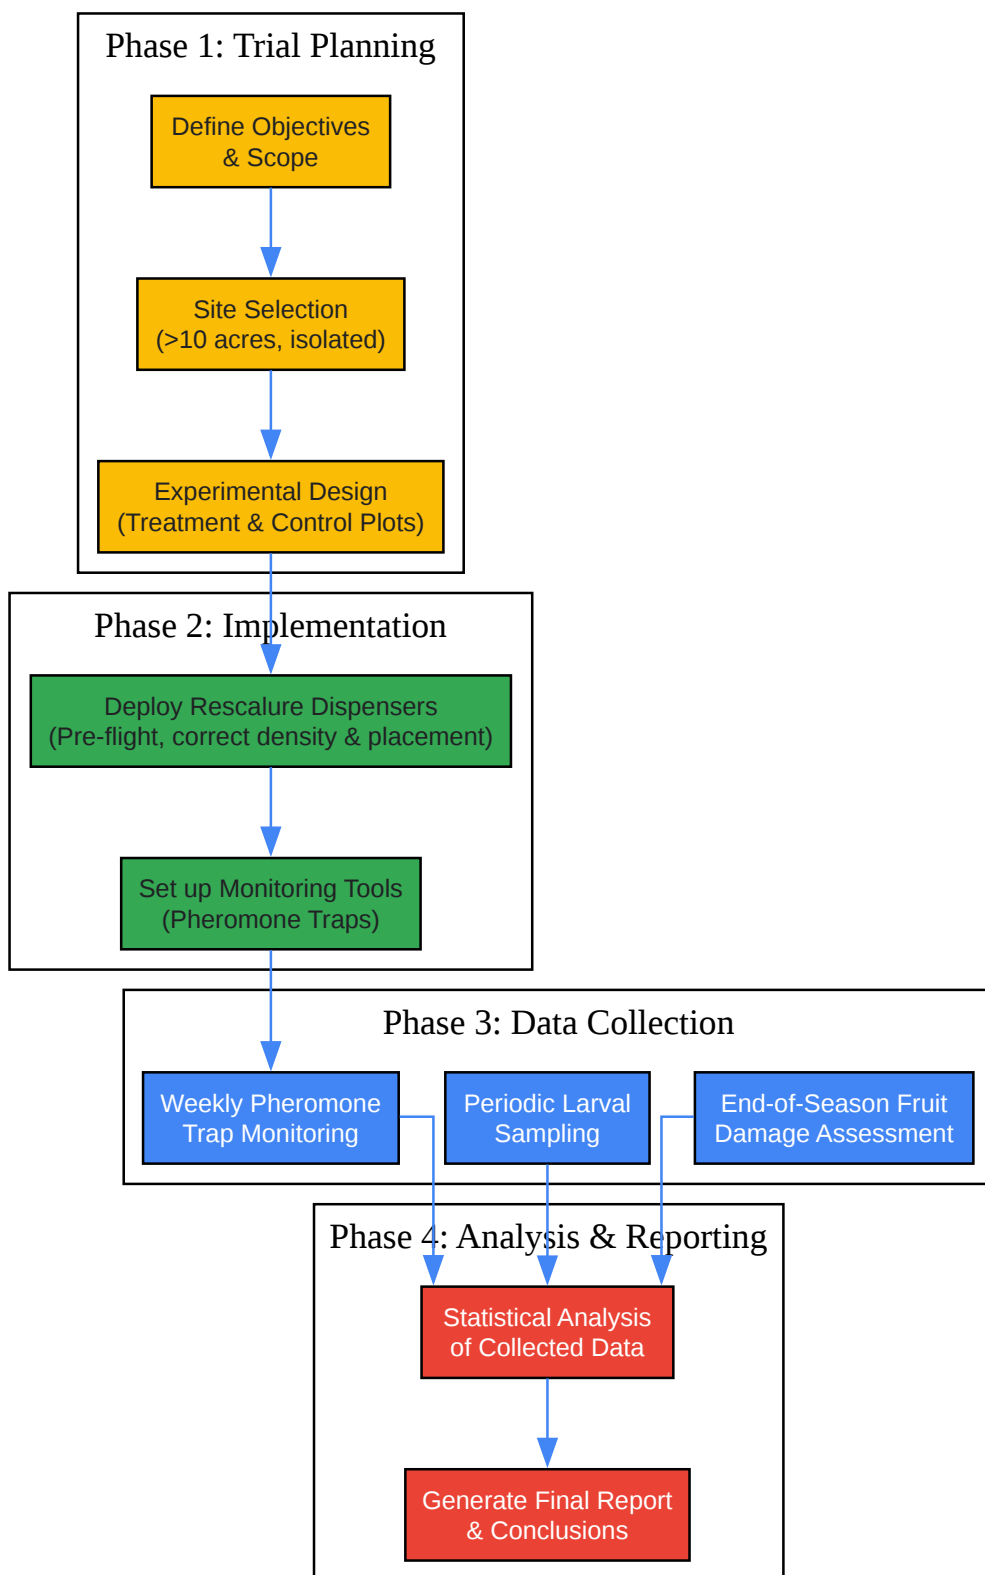 Phase 1: Trial Planning
Define Objectives
& Scope
Site Selection
(>10 acres, isolated)
Experimental Design
(Treatment & Control Plots)
Phase 2: Implementation
Deploy Rescalure Dispensers
(Pre-flight, correct density & placement)
Set up Monitoring Tools
(Pheromone Traps)
Phase 3: Data Collection
Weekly Pheromone
Trap Monitoring
Periodic Larval
Sampling
End-of-Season Fruit
Damage Assessment
Phase 4: Analysis & Reporting
Statistical Analysis
of Collected Data
Generate Final Report
& Conclusions